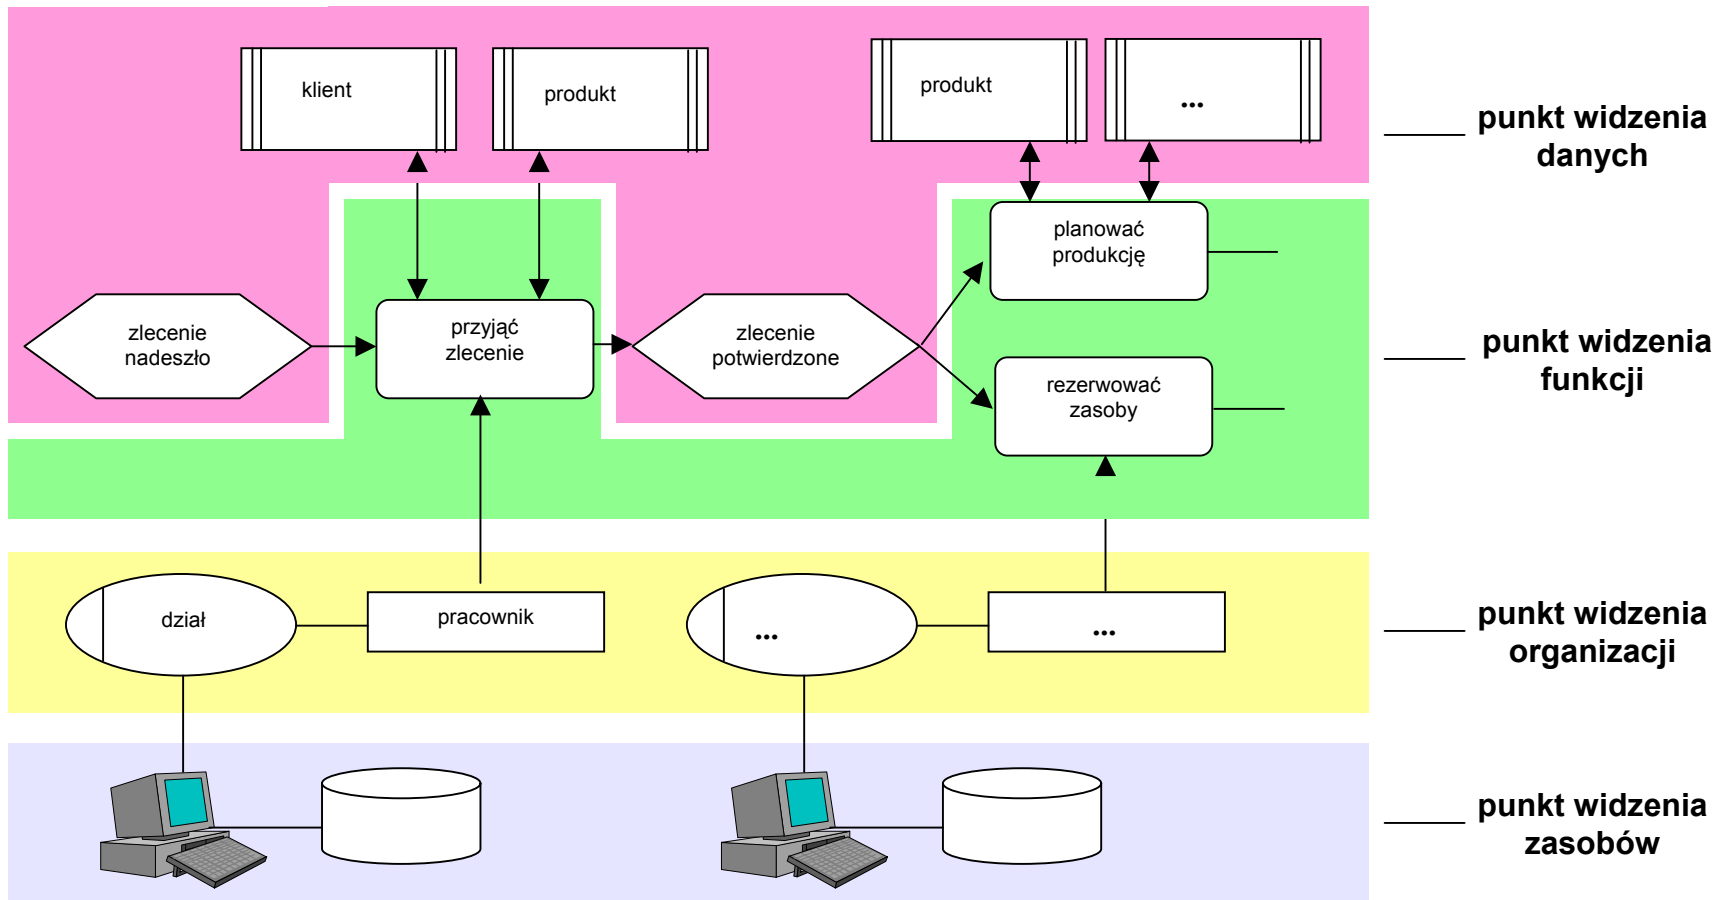 klient
produkt
produkt
...
punkt widzenia
danych
zlecenie
nadeszło
przyjąć
zlecenie
zlecenie
potwierdzone
planować
produkcję
rezerwować
zasoby
punkt widzenia
funkcji
dział
pracownik
...
...
punkt widzenia
organizacji
punkt widzenia
zasobów